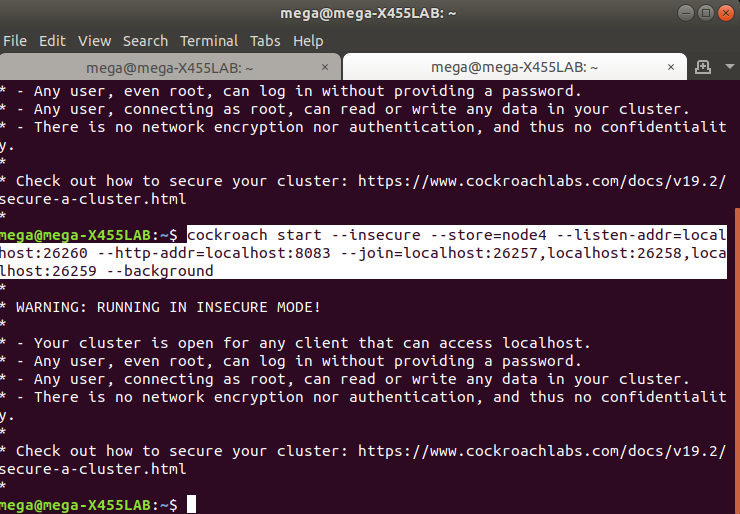 mega@mega-X455LAB: ~
File Edit View Search Terminal Tabs Help
mega@mega-X455LAB: ~ × mega@mega-X455LAB: ~ ×
* - Any user, even root, can log in without providing a password.
* - Any user, connecting as root, can read or write any data in your cluster.
* - There is no network encryption nor authentication, and thus no confidentialit
y.
*
* Check out how to secure your cluster: https://www.cockroachlabs.com/docs/v19.2/
secure-a-cluster.html
*
mega@mega-X455LAB:~$ cockroach start --insecure --store=node4 --listen-addr=local
host:26260 --http-addr=localhost:8083 --join=localhost:26257,localhost:26258,loca
lhost:26259 --background
*
* WARNING: RUNNING IN INSECURE MODE!
*
* - Your cluster is open for any client that can access localhost.
* - Any user, even root, can log in without providing a password.
* - Any user, connecting as root, can read or write any data in your cluster.
* - There is no network encryption nor authentication, and thus no confidentialit
y.
*
* Check out how to secure your cluster: https://www.cockroachlabs.com/docs/v19.2/
secure-a-cluster.html
*
mega@mega-X455LAB:~$